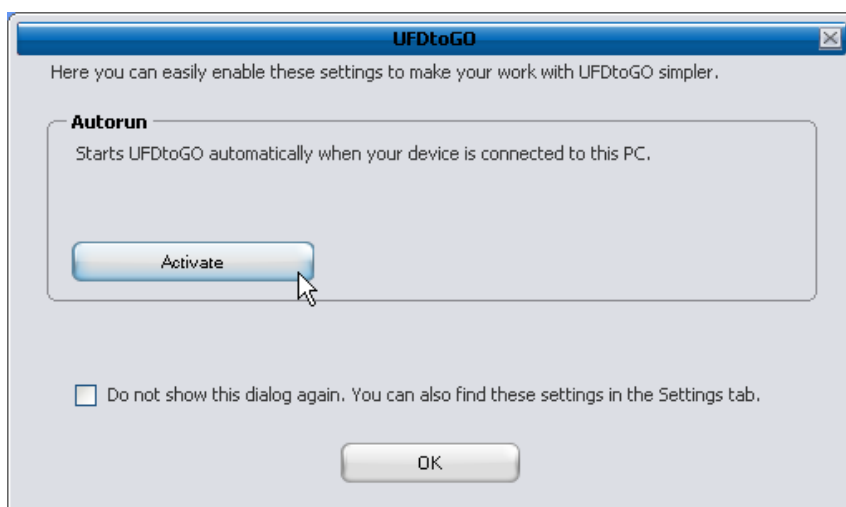 UFDtoGO
Here you can easily enable these settings to make your work with UFDtoGO simpler.
Autorun
Starts UFDtoGO automatically when your device is connected to this PC.
Activate
Do not show this dialog again. You can also find these settings in the Settings tab.
OK